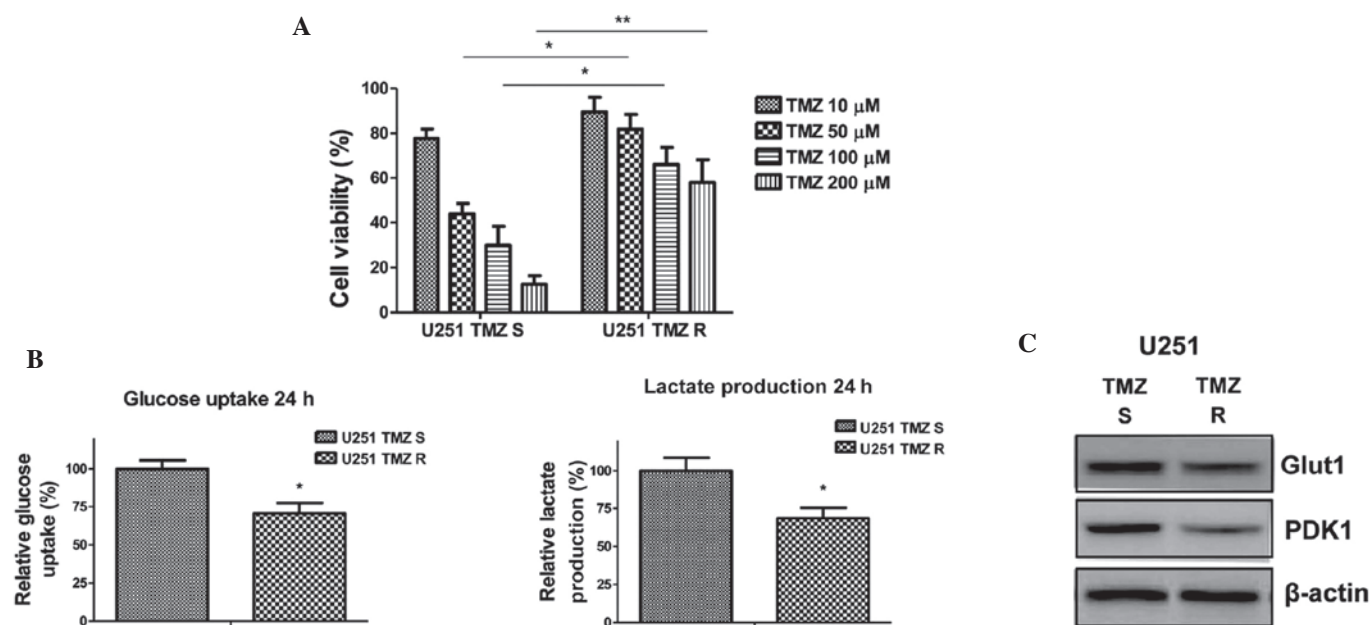 A
**
*
*
100
80
60
40
20
0
Cell viability (%)
U251 TMZ S
U251 TMZ R
TMZ 10 μM
TMZ 50 μM
TMZ 100 μM
TMZ 200 μM
B
Glucose uptake 24 h
U251 TMZ S
U251 TMZ R
100
75
50
25
0
Relative glucose
uptake (%)
*
Lactate production 24 h
U251 TMZ S
U251 TMZ R
100
75
50
25
0
Relative lactate
production (%)
*
C
U251
TMZ TMZ
S R
Glut1
PDK1
β-actin